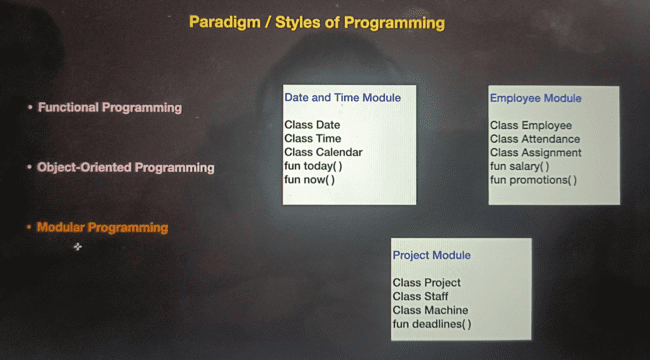 Paradigm / Styles of Programming
• Functional Programming
• Object-Oriented Programming
• Modular Programming
Date and Time Module
Class Date
Class Time
Class Calendar
fun today( )
fun now( )
Employee Module
Class Employee
Class Attendance
Class Assignment
fun salary( )
fun promotions( )
Project Module
Class Project
Class Staff
Class Machine
fun deadlines( )